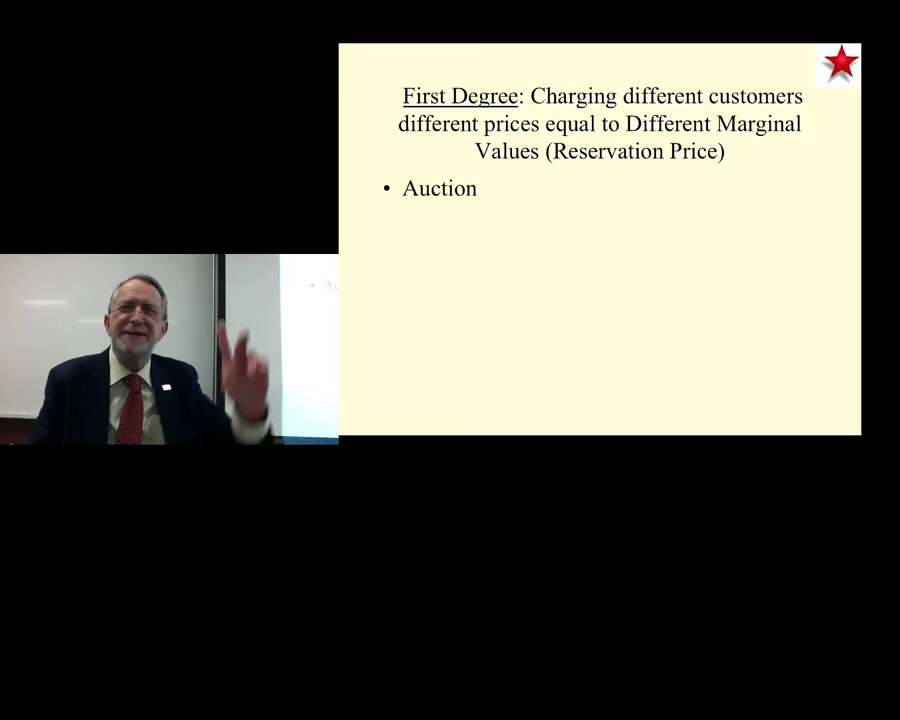 First Degree: Charging different customers
different prices equal to Different Marginal
Values (Reservation Price)
• Auction